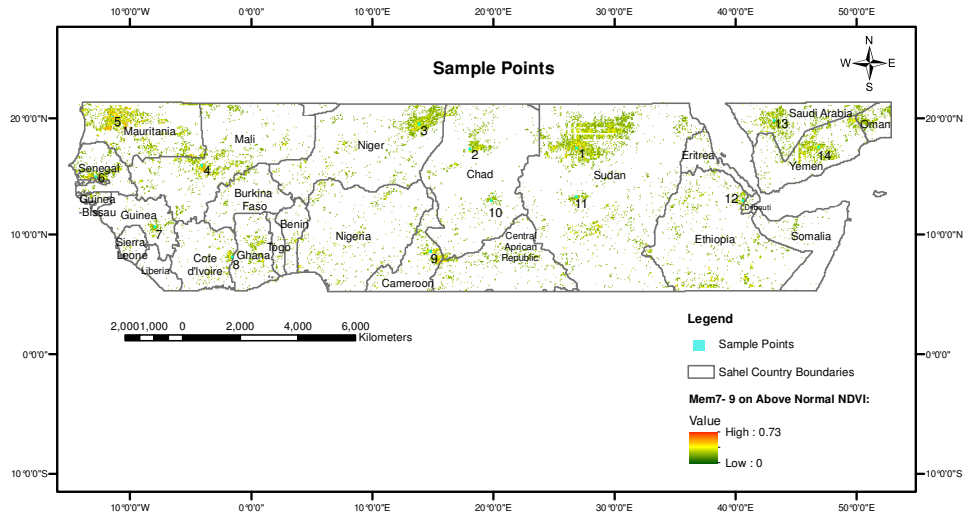 10°0'0"W 0°0'0" 10°0'0"E 20°0'0"E 30°0'0"E 40°0'0"E 50°0'0"E
Sample Points
N
W E
S
20°0'0"N 20°0'0"N
5
Mauritania
Mali
Niger
3
2
Chad
1
Sudan
Eritrea
13
Saudi Arabia
Oman
14
Yemen
Senegal
6
4
Guinea
-Bissau
Guinea
7
Burkina
Faso
Benin
Nigeria
10
11
12
Djibouti
Sierra
Leone
Liberia
Cote
d'Ivoire
8
Ghana
Togo
Cameroon
9
Central
Aprican
Republic
Ethiopia
Somalia
10°0'0"N 10°0'0"N
2,000 1,000 0 2,000 4,000 6,000
Kilometers
0°0'0" 0°0'0"
Legend
Sample Points
Sahel Country Boundaries
Mem7- 9 on Above Normal NDVI:
Value
High : 0.73
Low : 0
10°0'0"S 10°0'0"S
10°0'0"W 0°0'0" 10°0'0"E 20°0'0"E 30°0'0"E 40°0'0"E 50°0'0"E